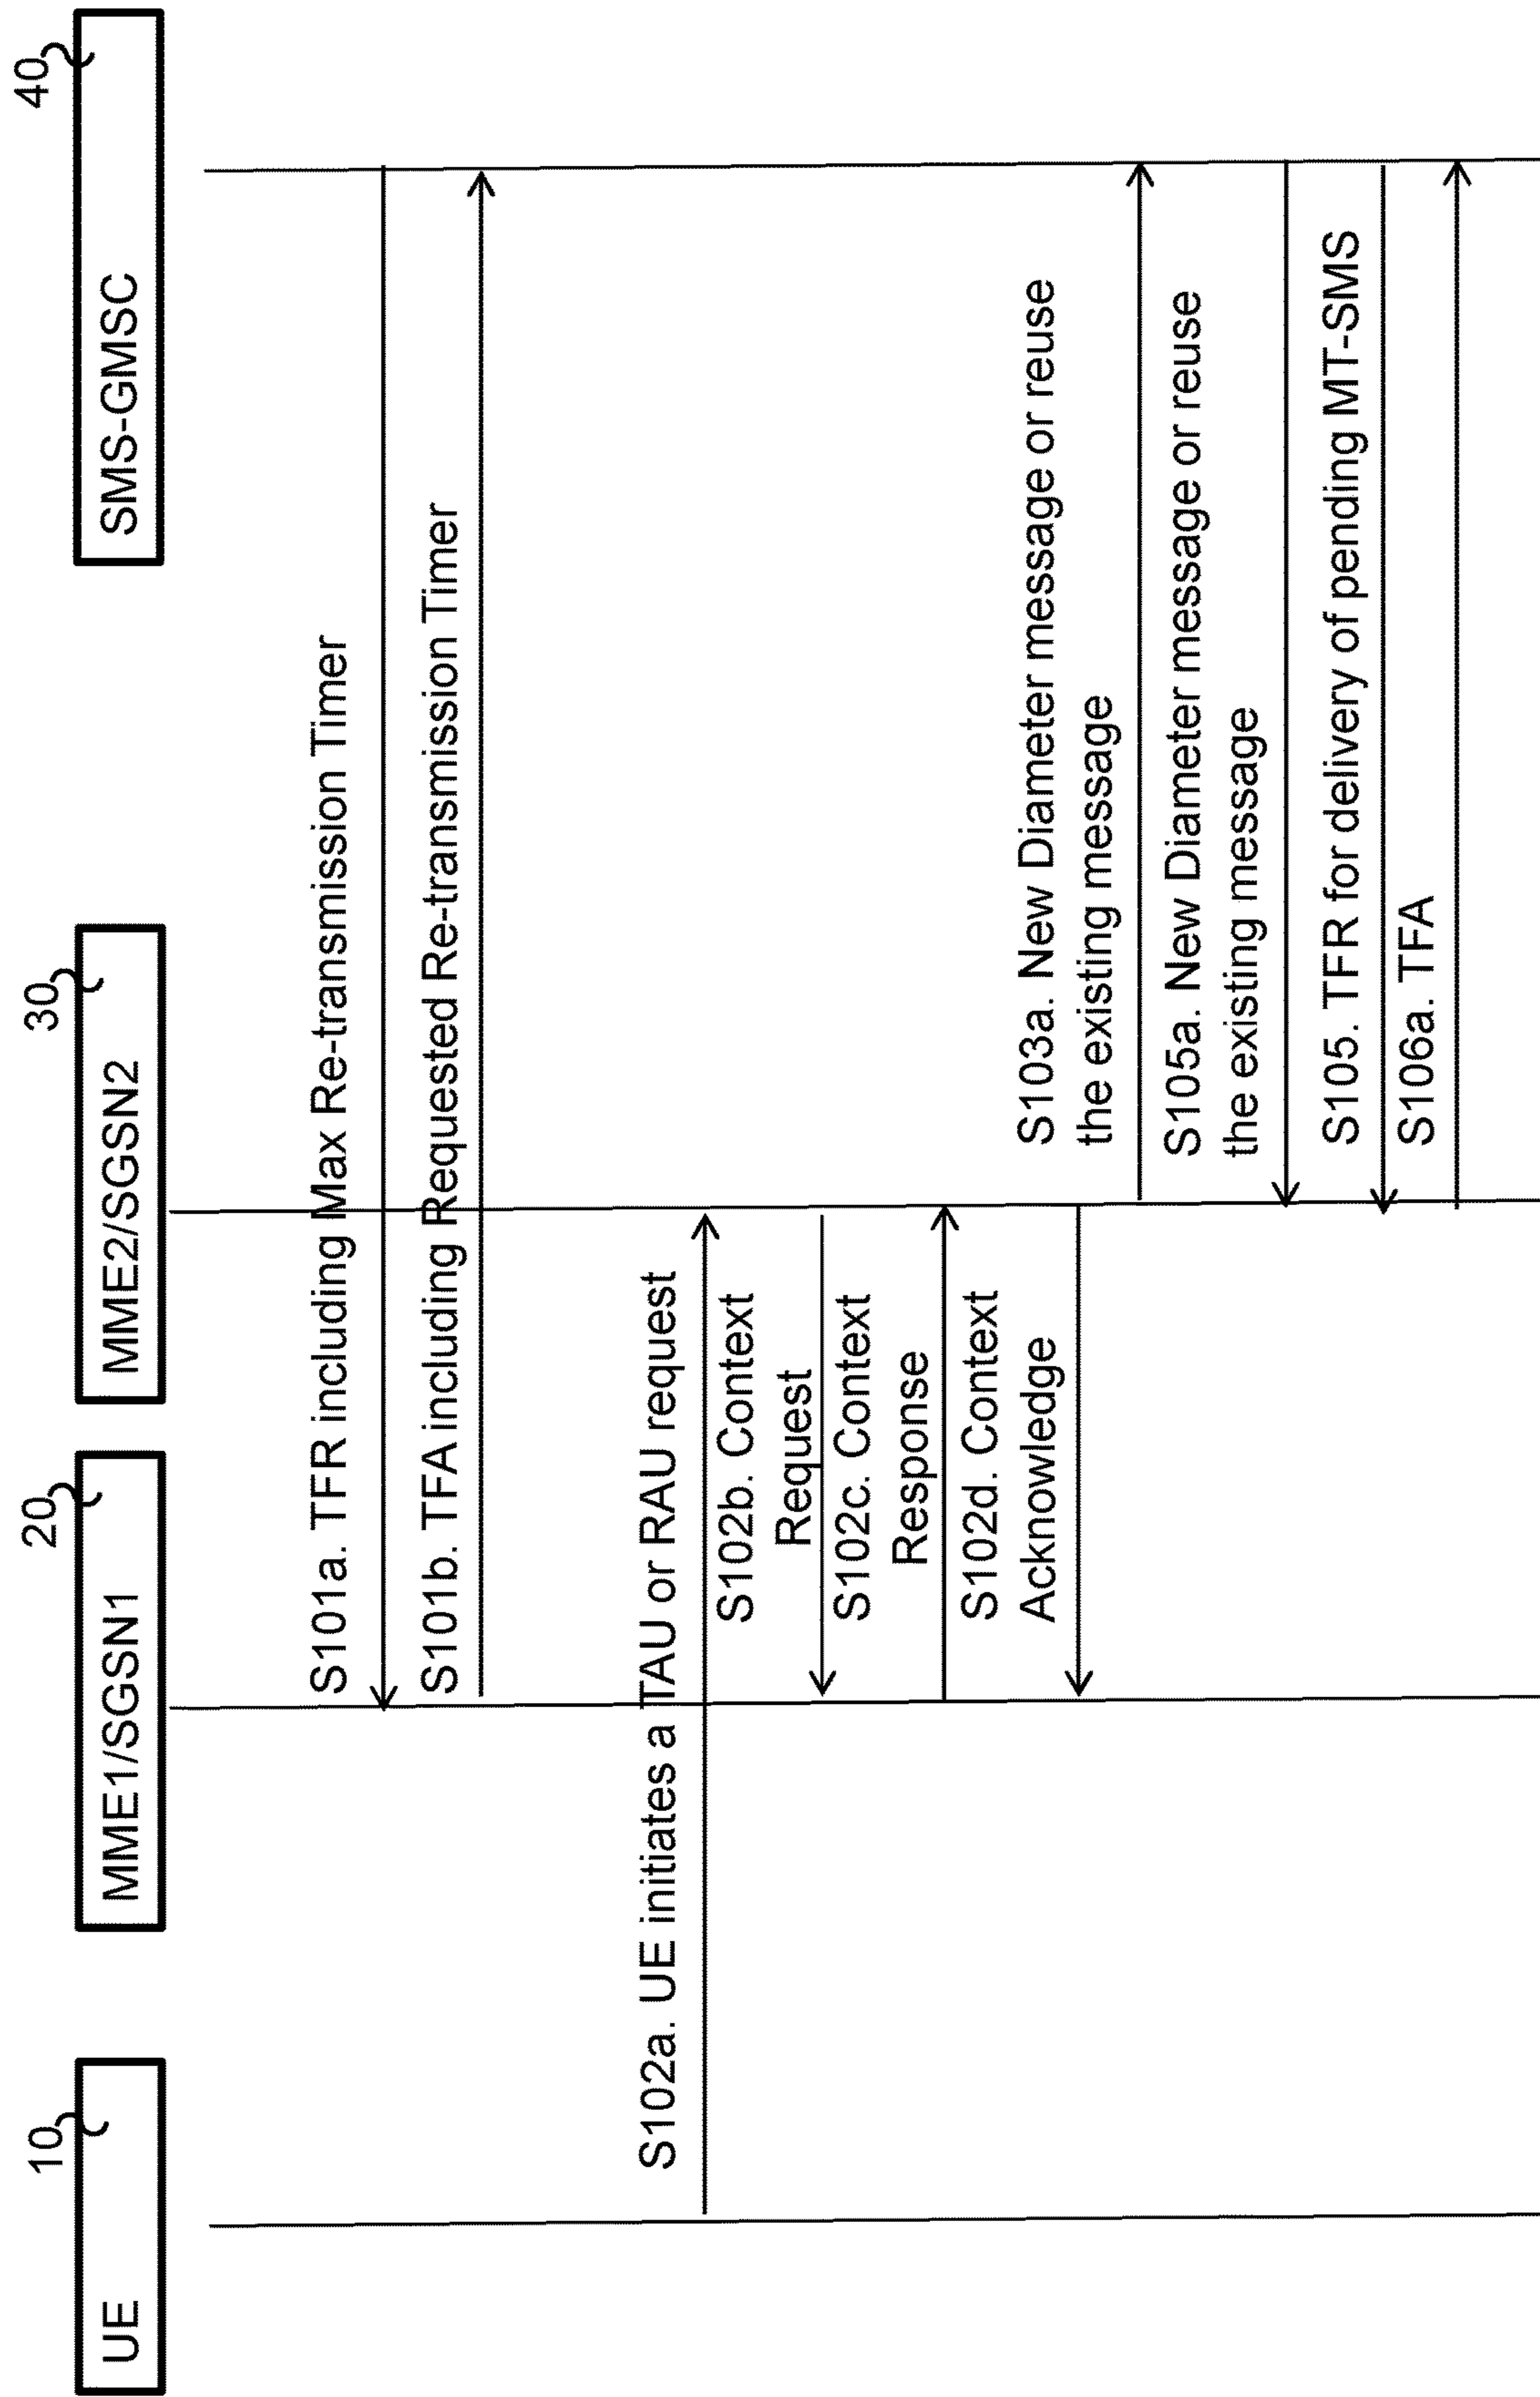 10
20
30
40
UE
MME1/SGSN1
MME2/SGSN2
SMS-GMSC
S101a. TFR including Max Re-transmission Timer
S101b. TFA including Requested Re-transmission Timer
S102a. UE initiates a TAU or RAU request
S102b. Context
Request
S102c. Context
Response
S102d. Context
Acknowledge
S103a. New Diameter message or reuse
the existing message
S105a. New Diameter message or reuse
the existing message
S105. TFR for delivery of pending MT-SMS
S106a. TFA